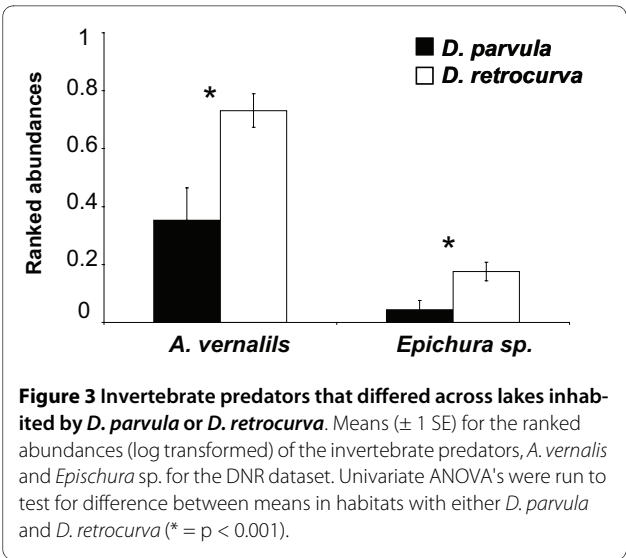 Ranked abundances
1
0.8
0.6
0.4
0.2
0
*
*
D. parvula
D. retrocurva
A. vernalils
Epichura sp.
Figure 3 Invertebrate predators that differed across lakes inhab-
ited by D. parvula or D. retrocurva. Means (± 1 SE) for the ranked
abundances (log transformed) of the invertebrate predators, A. vernalis
and Epischura sp. for the DNR dataset. Univariate ANOVA's were run to
test for difference between means in habitats with either D. parvula
and D. retrocurva (* = p < 0.001).